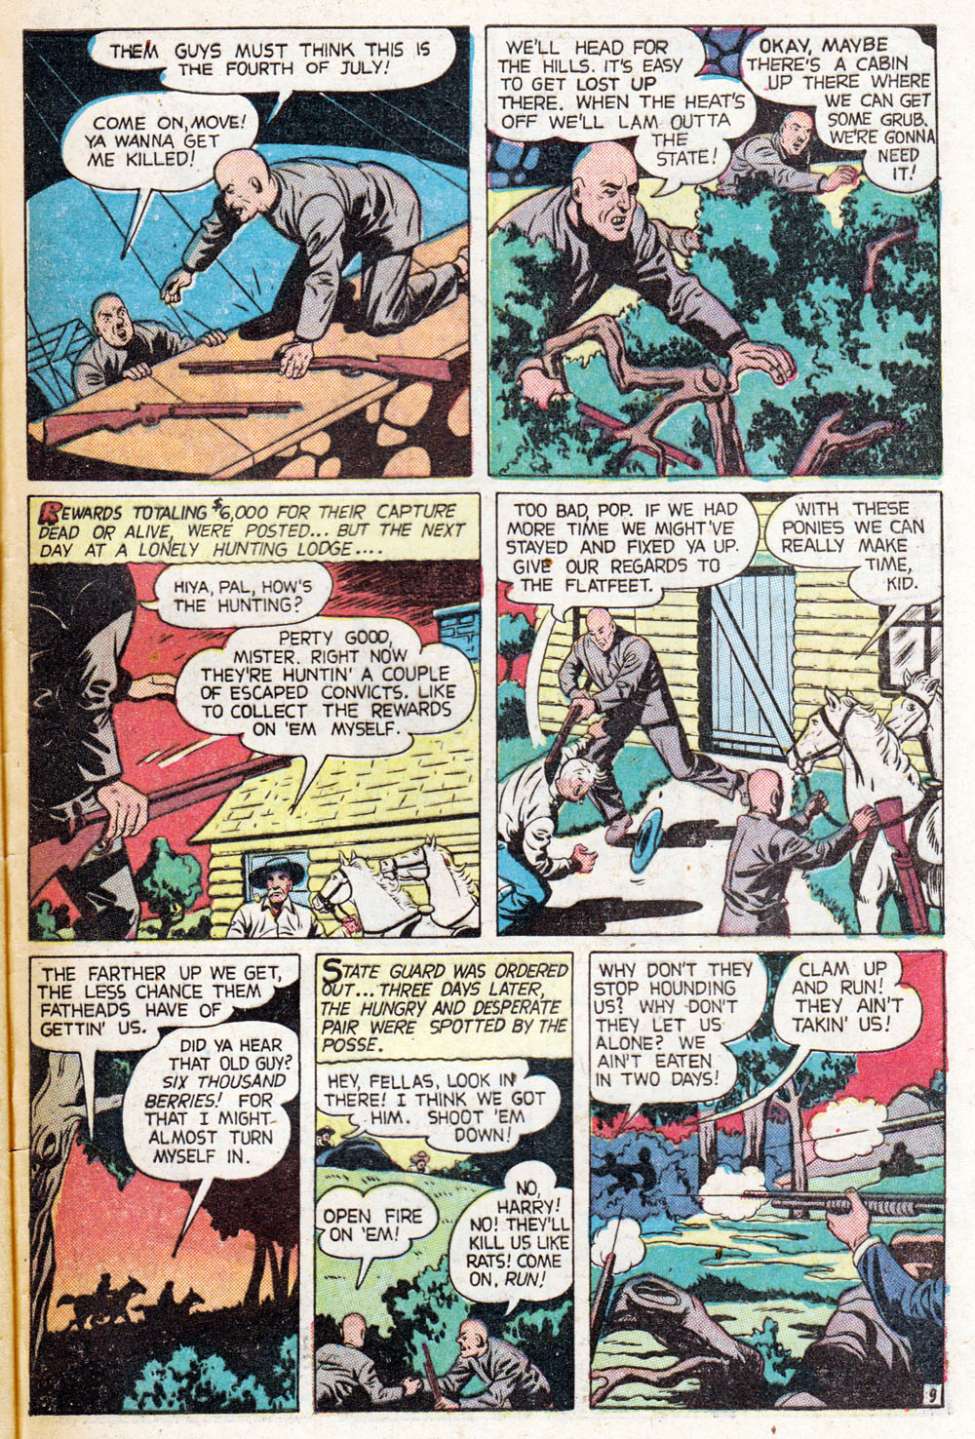 THEM GUYS MUST THINK THIS IS
THE FOURTH OF JULY!
COME ON, MOVE!
YA WANNA GET
ME KILLED!
WE'LL HEAD FOR
THE HILLS. IT'S EASY
TO GET LOST UP
THERE. WHEN THE HEAT'S
OFF WE'LL LAM OUTTA
THE
STATE!
OKAY, MAYBE
THERE'S A CABIN
UP THERE WHERE
WE CAN GET
SOME GRUB.
WE'RE GONNA
NEED
IT!
REWARDS TOTALING $6,000 FOR THEIR CAPTURE
DEAD OR ALIVE, WERE POSTED... BUT THE NEXT
DAY AT A LONELY HUNTING LODGE....
HIYA, PAL, HOW'S
THE HUNTING?
PERTY GOOD,
MISTER. RIGHT NOW
THEY'RE HUNTIN' A COUPLE
OF ESCAPED CONVICTS. LIKE
TO COLLECT THE REWARDS
ON 'EM MYSELF.
TOO BAD, POP. IF WE HAD
MORE TIME WE MIGHT'VE
STAYED AND FIXED YA UP.
GIVE OUR REGARDS TO
THE FLATFEET.
WITH THESE
PONIES WE CAN
REALLY MAKE
TIME,
KID.
THE FARTHER UP WE GET,
THE LESS CHANCE THEM
FATHEADS HAVE OF
GETTIN' US.
DID YA HEAR
THAT OLD GUY?
SIX THOUSAND
BERRIES! FOR
THAT I MIGHT
ALMOST TURN
MYSELF IN.
STATE GUARD WAS ORDERED
OUT... THREE DAYS LATER,
THE HUNGRY AND DESPERATE
PAIR WERE SPOTTED BY THE
POSSE.
HEY, FELLAS, LOOK IN
THERE! I THINK WE GOT
HIM. SHOOT 'EM
DOWN!
OPEN FIRE
ON 'EM!
NO,
HARRY!
NO! THEY'LL
KILL US LIKE
RATS! COME
ON, RUN!
WHY DON'T THEY
STOP HOUNDING
US? WHY DON'T
THEY LET US
ALONE? WE
AIN'T EATEN
IN TWO DAYS!
CLAM UP
AND RUN!
THEY AIN'T
TAKIN' US!
9